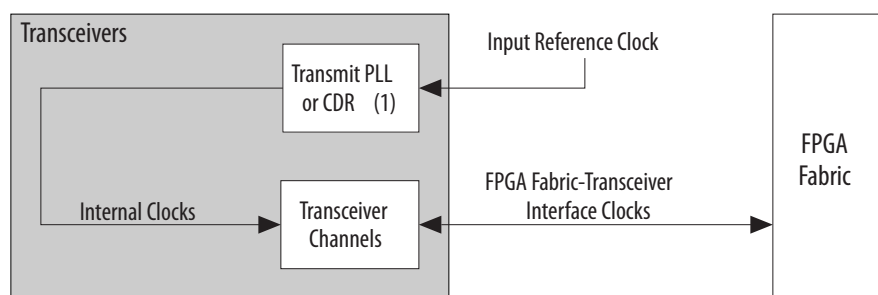 Transceivers
Input Reference Clock
Transmit PLL
or CDR (1)
FPGA
Fabric
FPGA Fabric-Transceiver
Interface Clocks
Internal Clocks
Transceiver
Channels